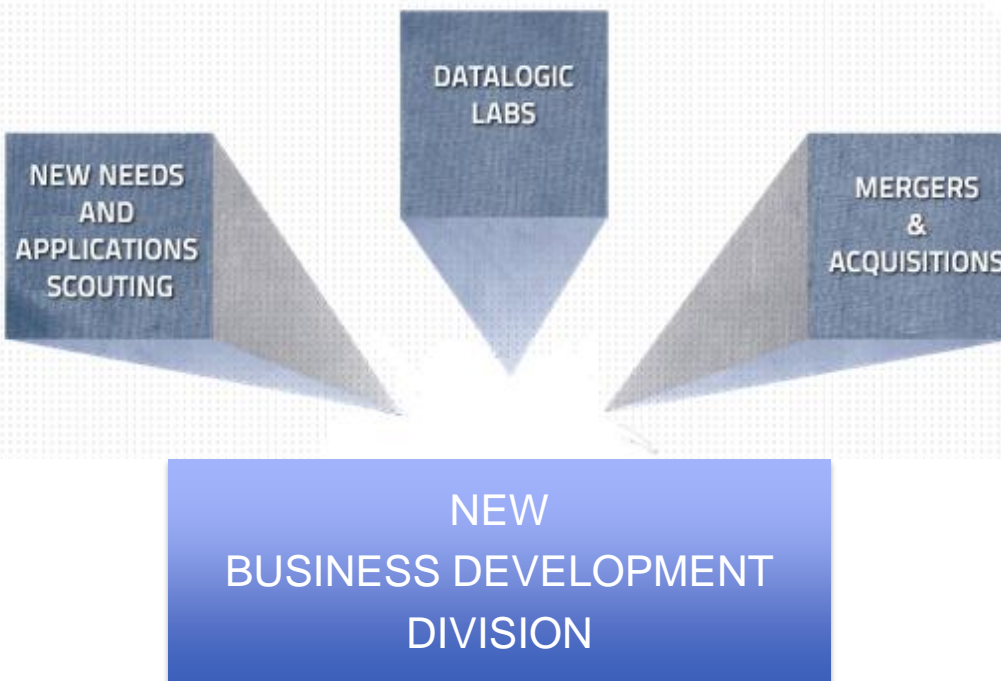 DATALOGIC
LABS
NEW NEEDS
AND
APPLICATIONS
SCOUTING
MERGERS
&
ACQUISITIONS
NEW
BUSINESS DEVELOPMENT
DIVISION